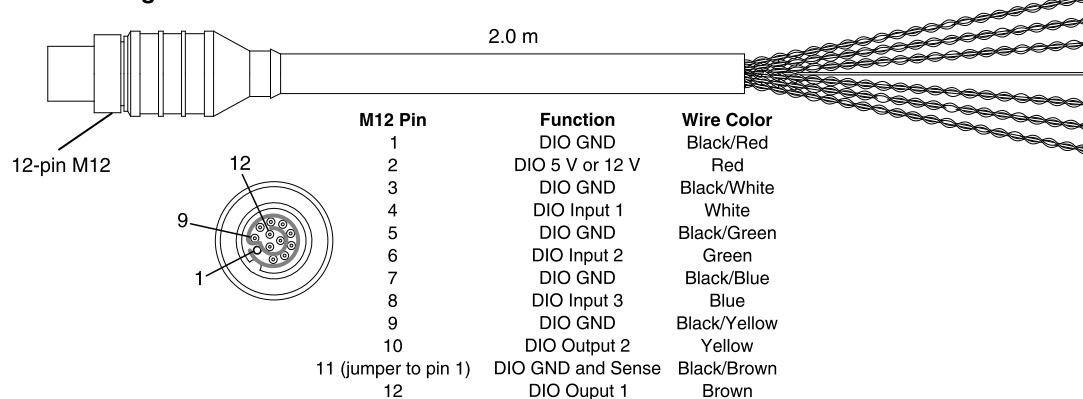 2.0 m
12-pin M12
12
9
1
M12 Pin Function Wire Color
1 DIO GND Black/Red
2 DIO 5 V or 12 V Red
3 DIO GND Black/White
4 DIO Input 1 White
5 DIO GND Black/Green
6 DIO Input 2 Green
7 DIO GND Black/Blue
8 DIO Input 3 Blue
9 DIO GND Black/Yellow
10 DIO Output 2 Yellow
11 (jumper to pin 1) DIO GND and Sense Black/Brown
12 DIO Ouput 1 Brown